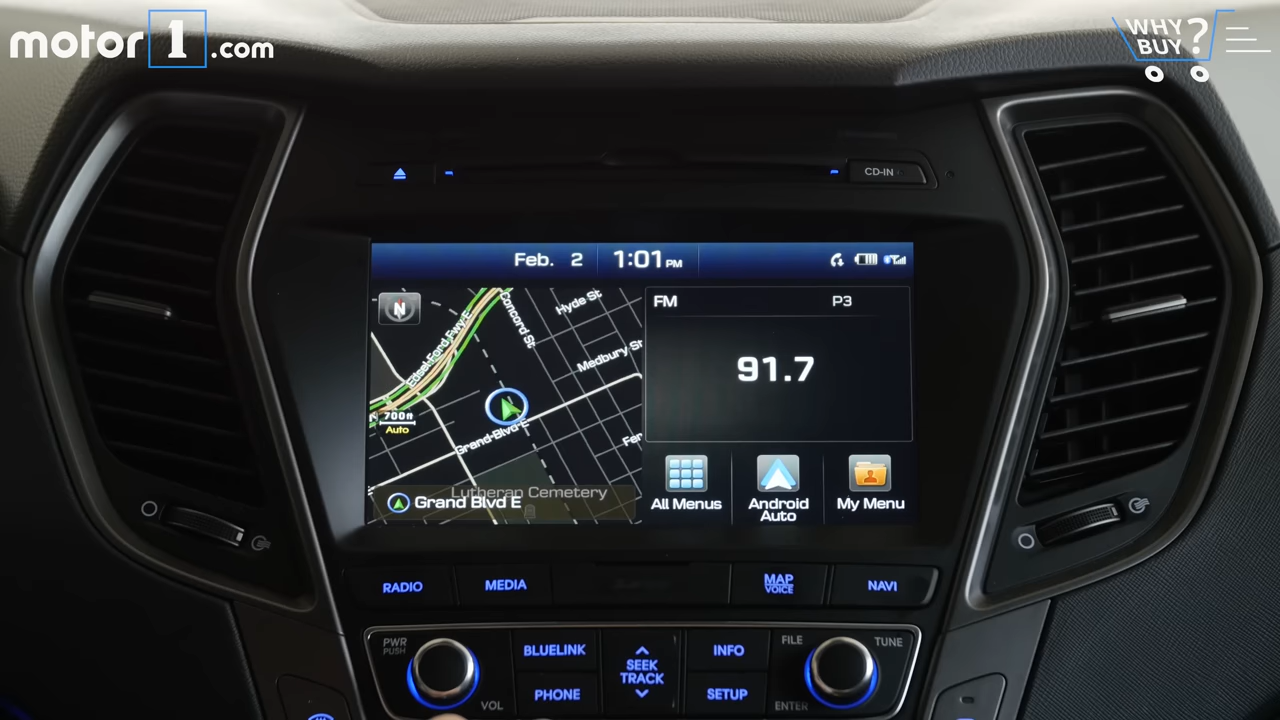 motor1.com
WHY
BUY?
CD-IN
Feb. 2 1:01 PM
N
Concord St
Hyde St
Edsel Ford Fwy E
Medbury St
700ft
Auto
Grand Blvd E
Fer
Lutheran Cemetery
Grand Blvd E
FM P3
91.7
All Menus
Android
Auto
My Menu
RADIO
MEDIA
MAP
VOICE
NAVI
PWR
PUSH
VOL
BLUELINK
PHONE
SEEK
TRACK
INFO
SETUP
FILE
TUNE
ENTER